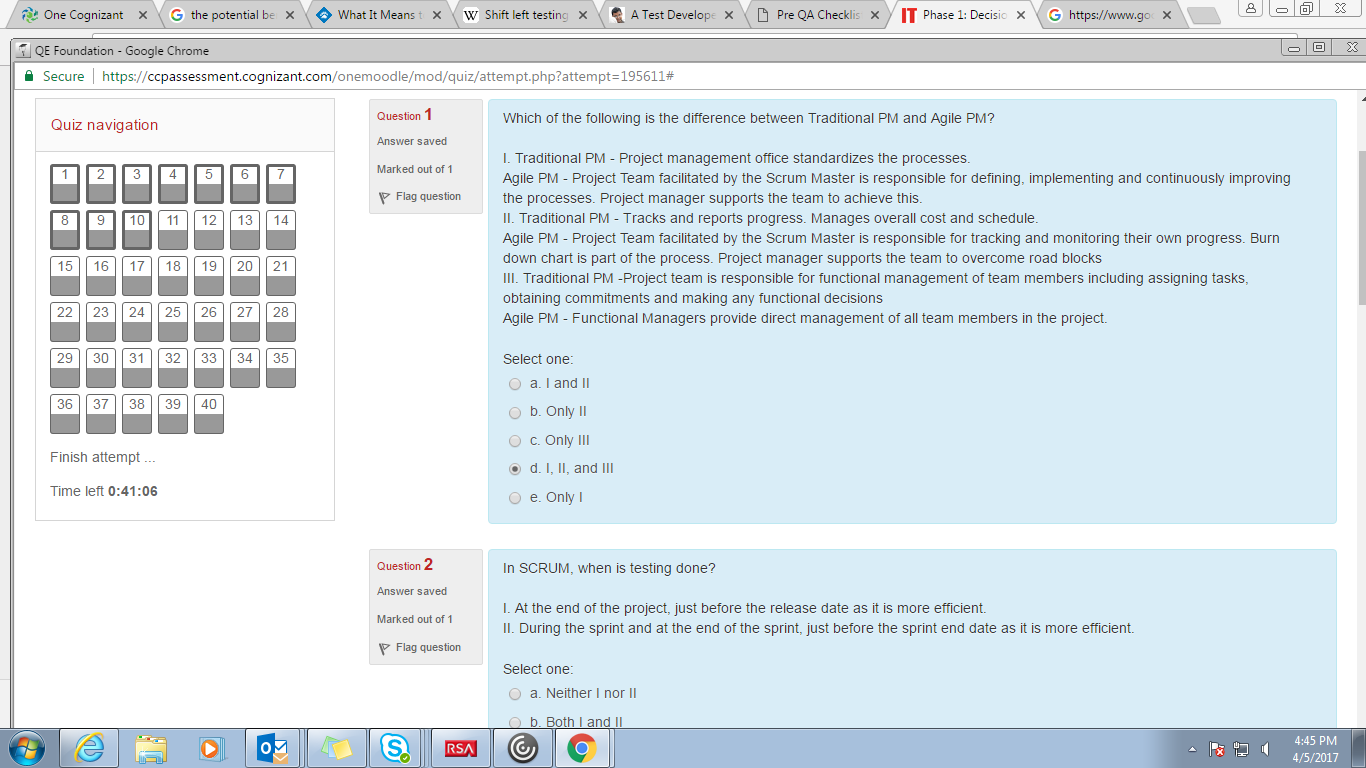 One Cognizant
the potential be
What It Means t
Shift left testing
A Test Develope
Pre QA Checklis
Phase 1: Decisio
https://www.goo
QE Foundation - Google Chrome
Secure https://ccpassessment.cognizant.com/onemoodle/mod/quiz/attempt.php?attempt=195611#
Quiz navigation
1 2 3 4 5 6 7
8 9 10 11 12 13 14
15 16 17 18 19 20 21
22 23 24 25 26 27 28
29 30 31 32 33 34 35
36 37 38 39 40
Finish attempt ...
Time left 0:41:06
Question 1
Answer saved
Marked out of 1
Flag question
Which of the following is the difference between Traditional PM and Agile PM?
I. Traditional PM - Project management office standardizes the processes.
Agile PM - Project Team facilitated by the Scrum Master is responsible for defining, implementing and continuously improving
the processes. Project manager supports the team to achieve this.
II. Traditional PM - Tracks and reports progress. Manages overall cost and schedule.
Agile PM - Project Team facilitated by the Scrum Master is responsible for tracking and monitoring their own progress. Burn
down chart is part of the process. Project manager supports the team to overcome road blocks
III. Traditional PM -Project team is responsible for functional management of team members including assigning tasks,
obtaining commitments and making any functional decisions
Agile PM - Functional Managers provide direct management of all team members in the project.
Select one:
a. I and II
b. Only II
c. Only III
d. I, II, and III
e. Only I
Question 2
Answer saved
Marked out of 1
Flag question
In SCRUM, when is testing done?
I. At the end of the project, just before the release date as it is more efficient.
II. During the sprint and at the end of the sprint, just before the sprint end date as it is more efficient.
Select one:
a. Neither I nor II
b. Both I and II
RSA
4:45 PM
4/5/2017